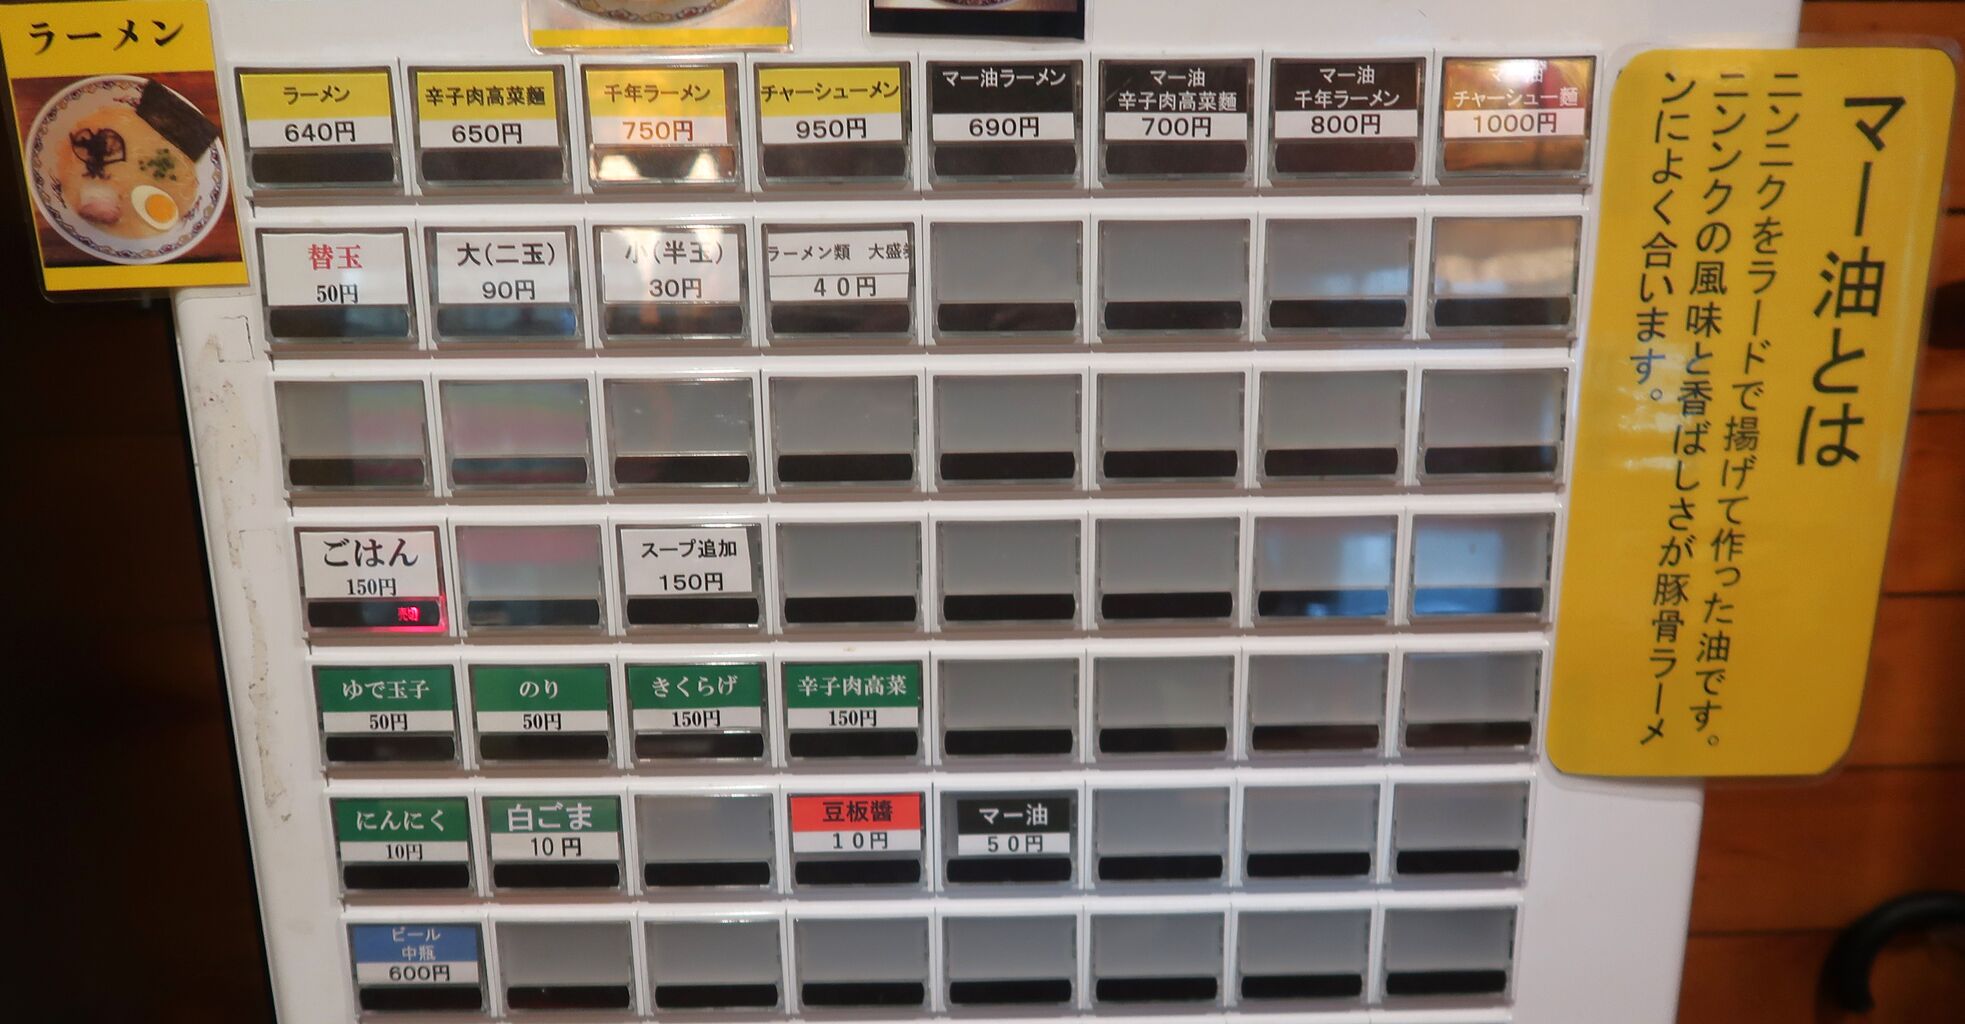 ラーメン
ラーメン
640円
辛子肉高菜麺
650円
千年ラーメン
750円
チャーシューメン
950円
マー油ラーメン
690円
マー油
辛子肉高菜麺
700円
マー油
千年ラーメン
800円
マー油
チャーシュー麺
1000円
替玉
50円
大(二玉)
90円
小(半玉)
30円
ラーメン類 大盛券
40円
ごはん
150円
売切
スープ追加
150円
ゆで玉子
50円
のり
50円
きくらげ
150円
辛子肉高菜
150円
にんにく
10円
白ごま
10円
豆板醬
10円
マー油
50円
ビール
中瓶
600円
マー油とは
ニンニクをラードで揚げて作った油です。
ニンンクの風味と香ばしさが豚骨ラーメ
ンによく合います。